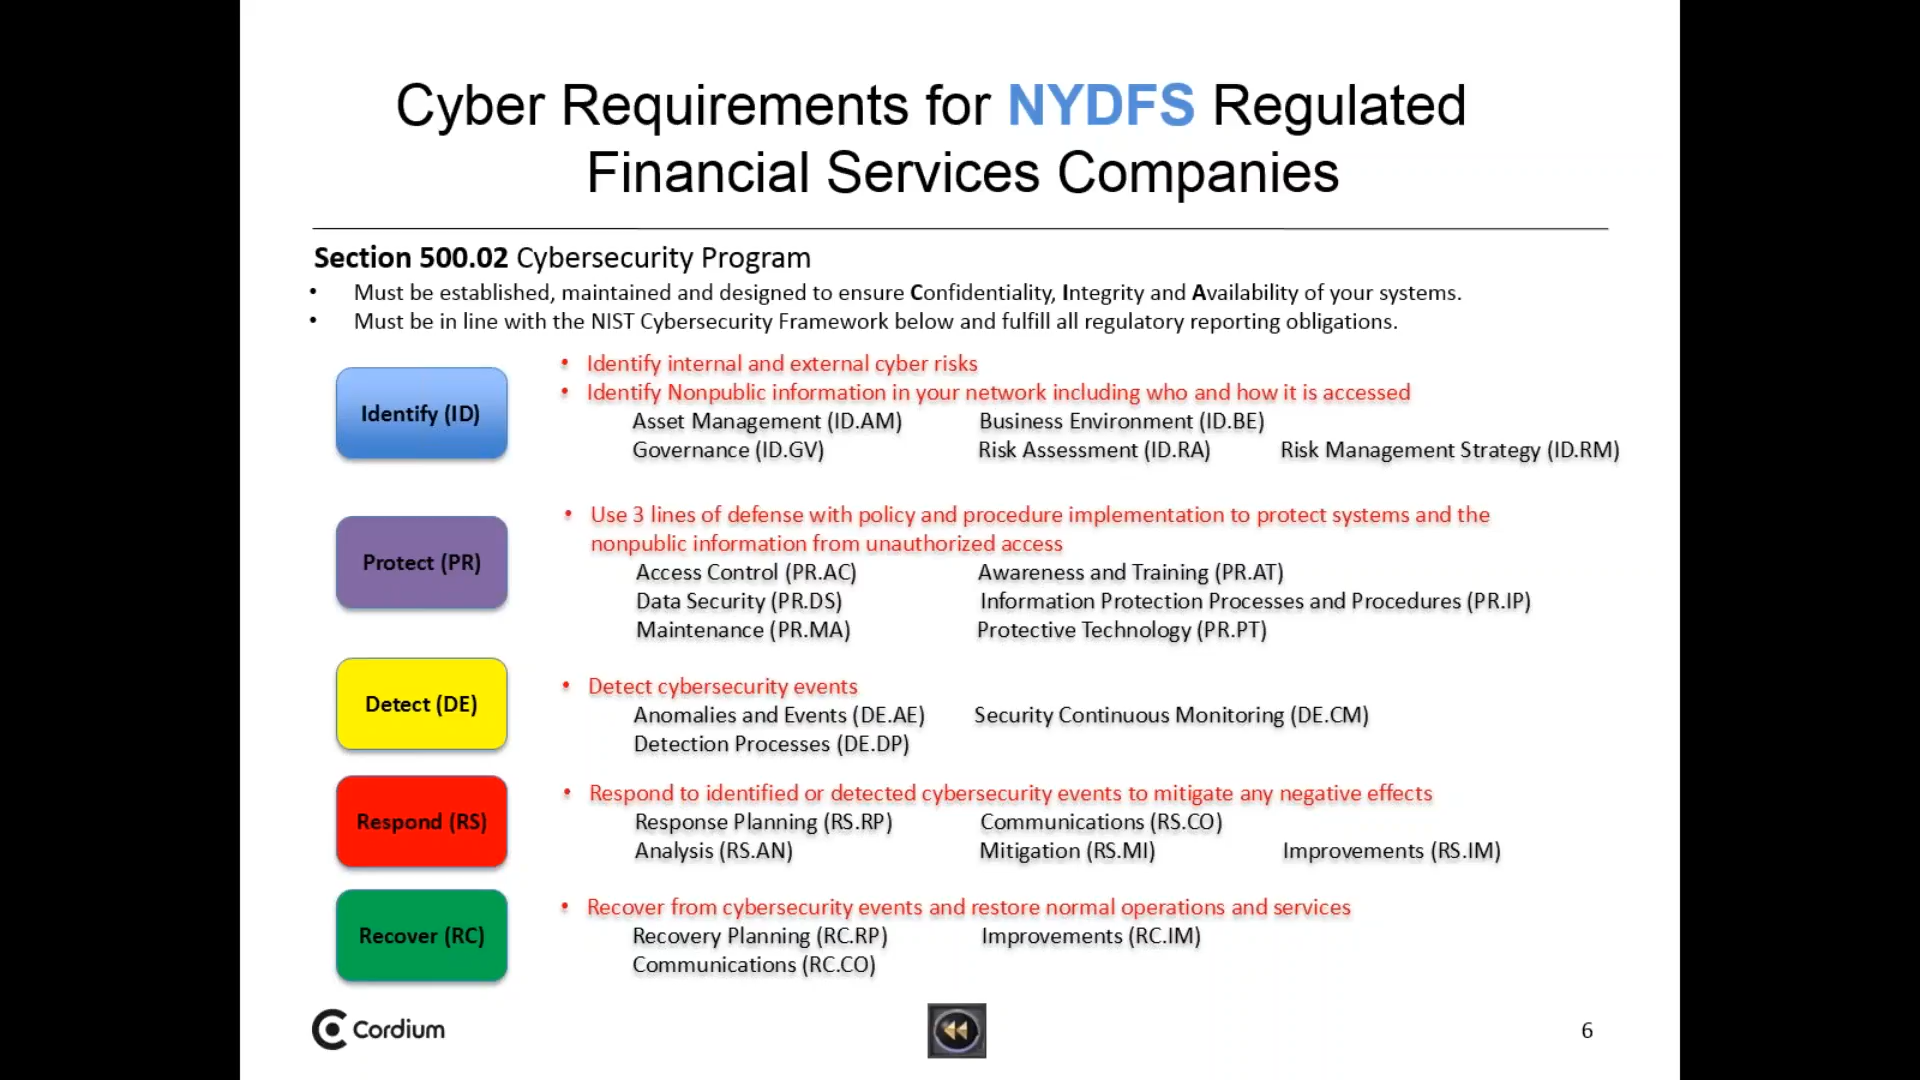 Cyber Requirements for NYDFS Regulated
Financial Services Companies
Section 500.02 Cybersecurity Program
• Must be established, maintained and designed to ensure Confidentiality, Integrity and Availability of your systems.
• Must be in line with the NIST Cybersecurity Framework below and fulfill all regulatory reporting obligations.
Identify (ID)
• Identify internal and external cyber risks
• Identify Nonpublic information in your network including who and how it is accessed
Asset Management (ID.AM) Business Environment (ID.BE)
Governance (ID.GV) Risk Assessment (ID.RA) Risk Management Strategy (ID.RM)
Protect (PR)
• Use 3 lines of defense with policy and procedure implementation to protect systems and the
nonpublic information from unauthorized access
Access Control (PR.AC) Awareness and Training (PR.AT)
Data Security (PR.DS) Information Protection Processes and Procedures (PR.IP)
Maintenance (PR.MA) Protective Technology (PR.PT)
Detect (DE)
• Detect cybersecurity events
Anomalies and Events (DE.AE) Security Continuous Monitoring (DE.CM)
Detection Processes (DE.DP)
Respond (RS)
• Respond to identified or detected cybersecurity events to mitigate any negative effects
Response Planning (RS.RP) Communications (RS.CO)
Analysis (RS.AN) Mitigation (RS.MI) Improvements (RS.IM)
Recover (RC)
• Recover from cybersecurity events and restore normal operations and services
Recovery Planning (RC.RP) Improvements (RC.IM)
Communications (RC.CO)
Cordium
6